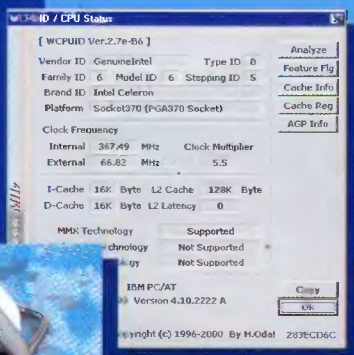 WCPUID / CPU Status
[ WCPUID Ver.2.7e-B6 ]
Vendor ID GenuineIntel Type ID 0
Family ID 6 Model ID 6 Stepping ID 5
Brand ID Intel Celeron
Platform Socket370 (PGA370 Socket)
Clock Frequency
Internal 367.49 MHz Clock Multiplier
External 66.82 MHz 5.5
I-Cache 16K Byte L2 Cache 128K Byte
D-Cache 16K Byte L2 Latency 0
MMX Technology Supported
chnology Not Supported
gy Not Supported
IBM PC/AT
Version 4.10.2222 A
yright (c) 1996-2000 By H.Oda!
Analyze
Feature Flg
Cache Info
Cache Reg
AGP Info
Copy
Ok
283ECD6C